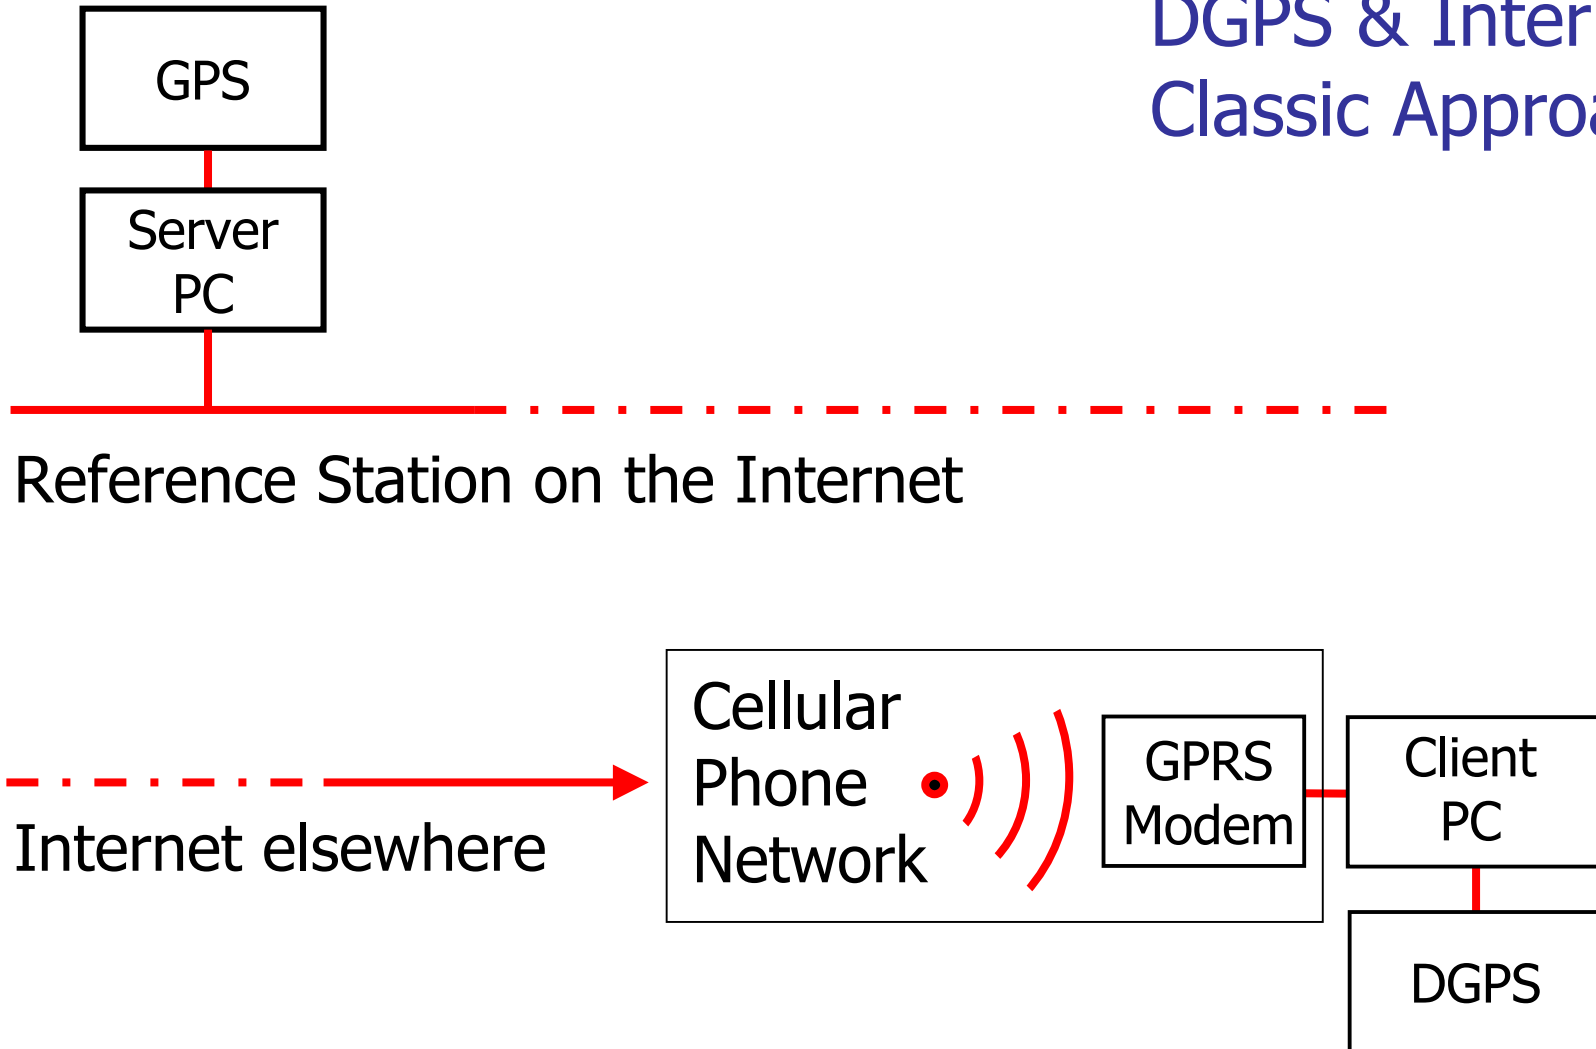 DGPS & Inter
Classic Approa
GPS
Server
PC
Reference Station on the Internet
Cellular
Phone
Network
GPRS
Modem
Client
PC
Internet elsewhere
DGPS